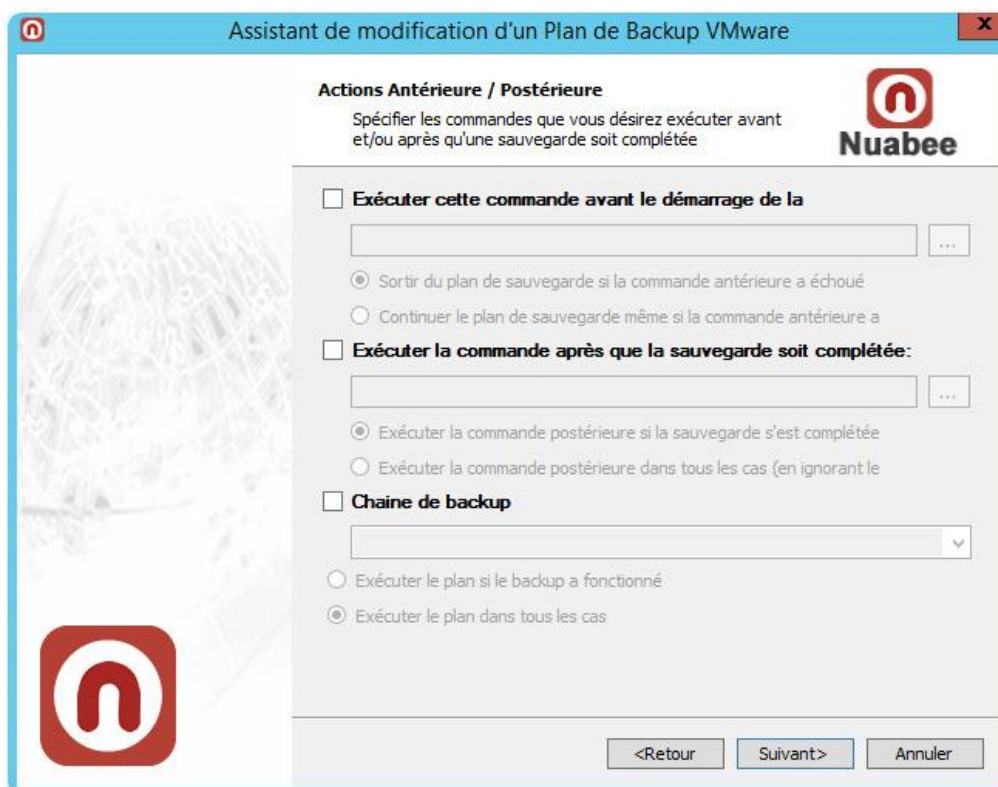 Assistant de modification d'un Plan de Backup VMware
x
Actions Antérieure / Postérieure
Spécifier les commandes que vous désirez exécuter avant
et/ou après qu'une sauvegarde soit complétée
Nuabee
Exécuter cette commande avant le démarrage de la
...
Sortir du plan de sauvegarde si la commande antérieure a échoué
Continuer le plan de sauvegarde même si la commande antérieure a
Exécuter la commande après que la sauvegarde soit complétée:
...
Exécuter la commande postérieure si la sauvegarde s'est complétée
Exécuter la commande postérieure dans tous les cas (en ignorant le
Chaine de backup
Exécuter le plan si le backup a fonctionné
Exécuter le plan dans tous les cas
<Retour
Suivant>
Annuler